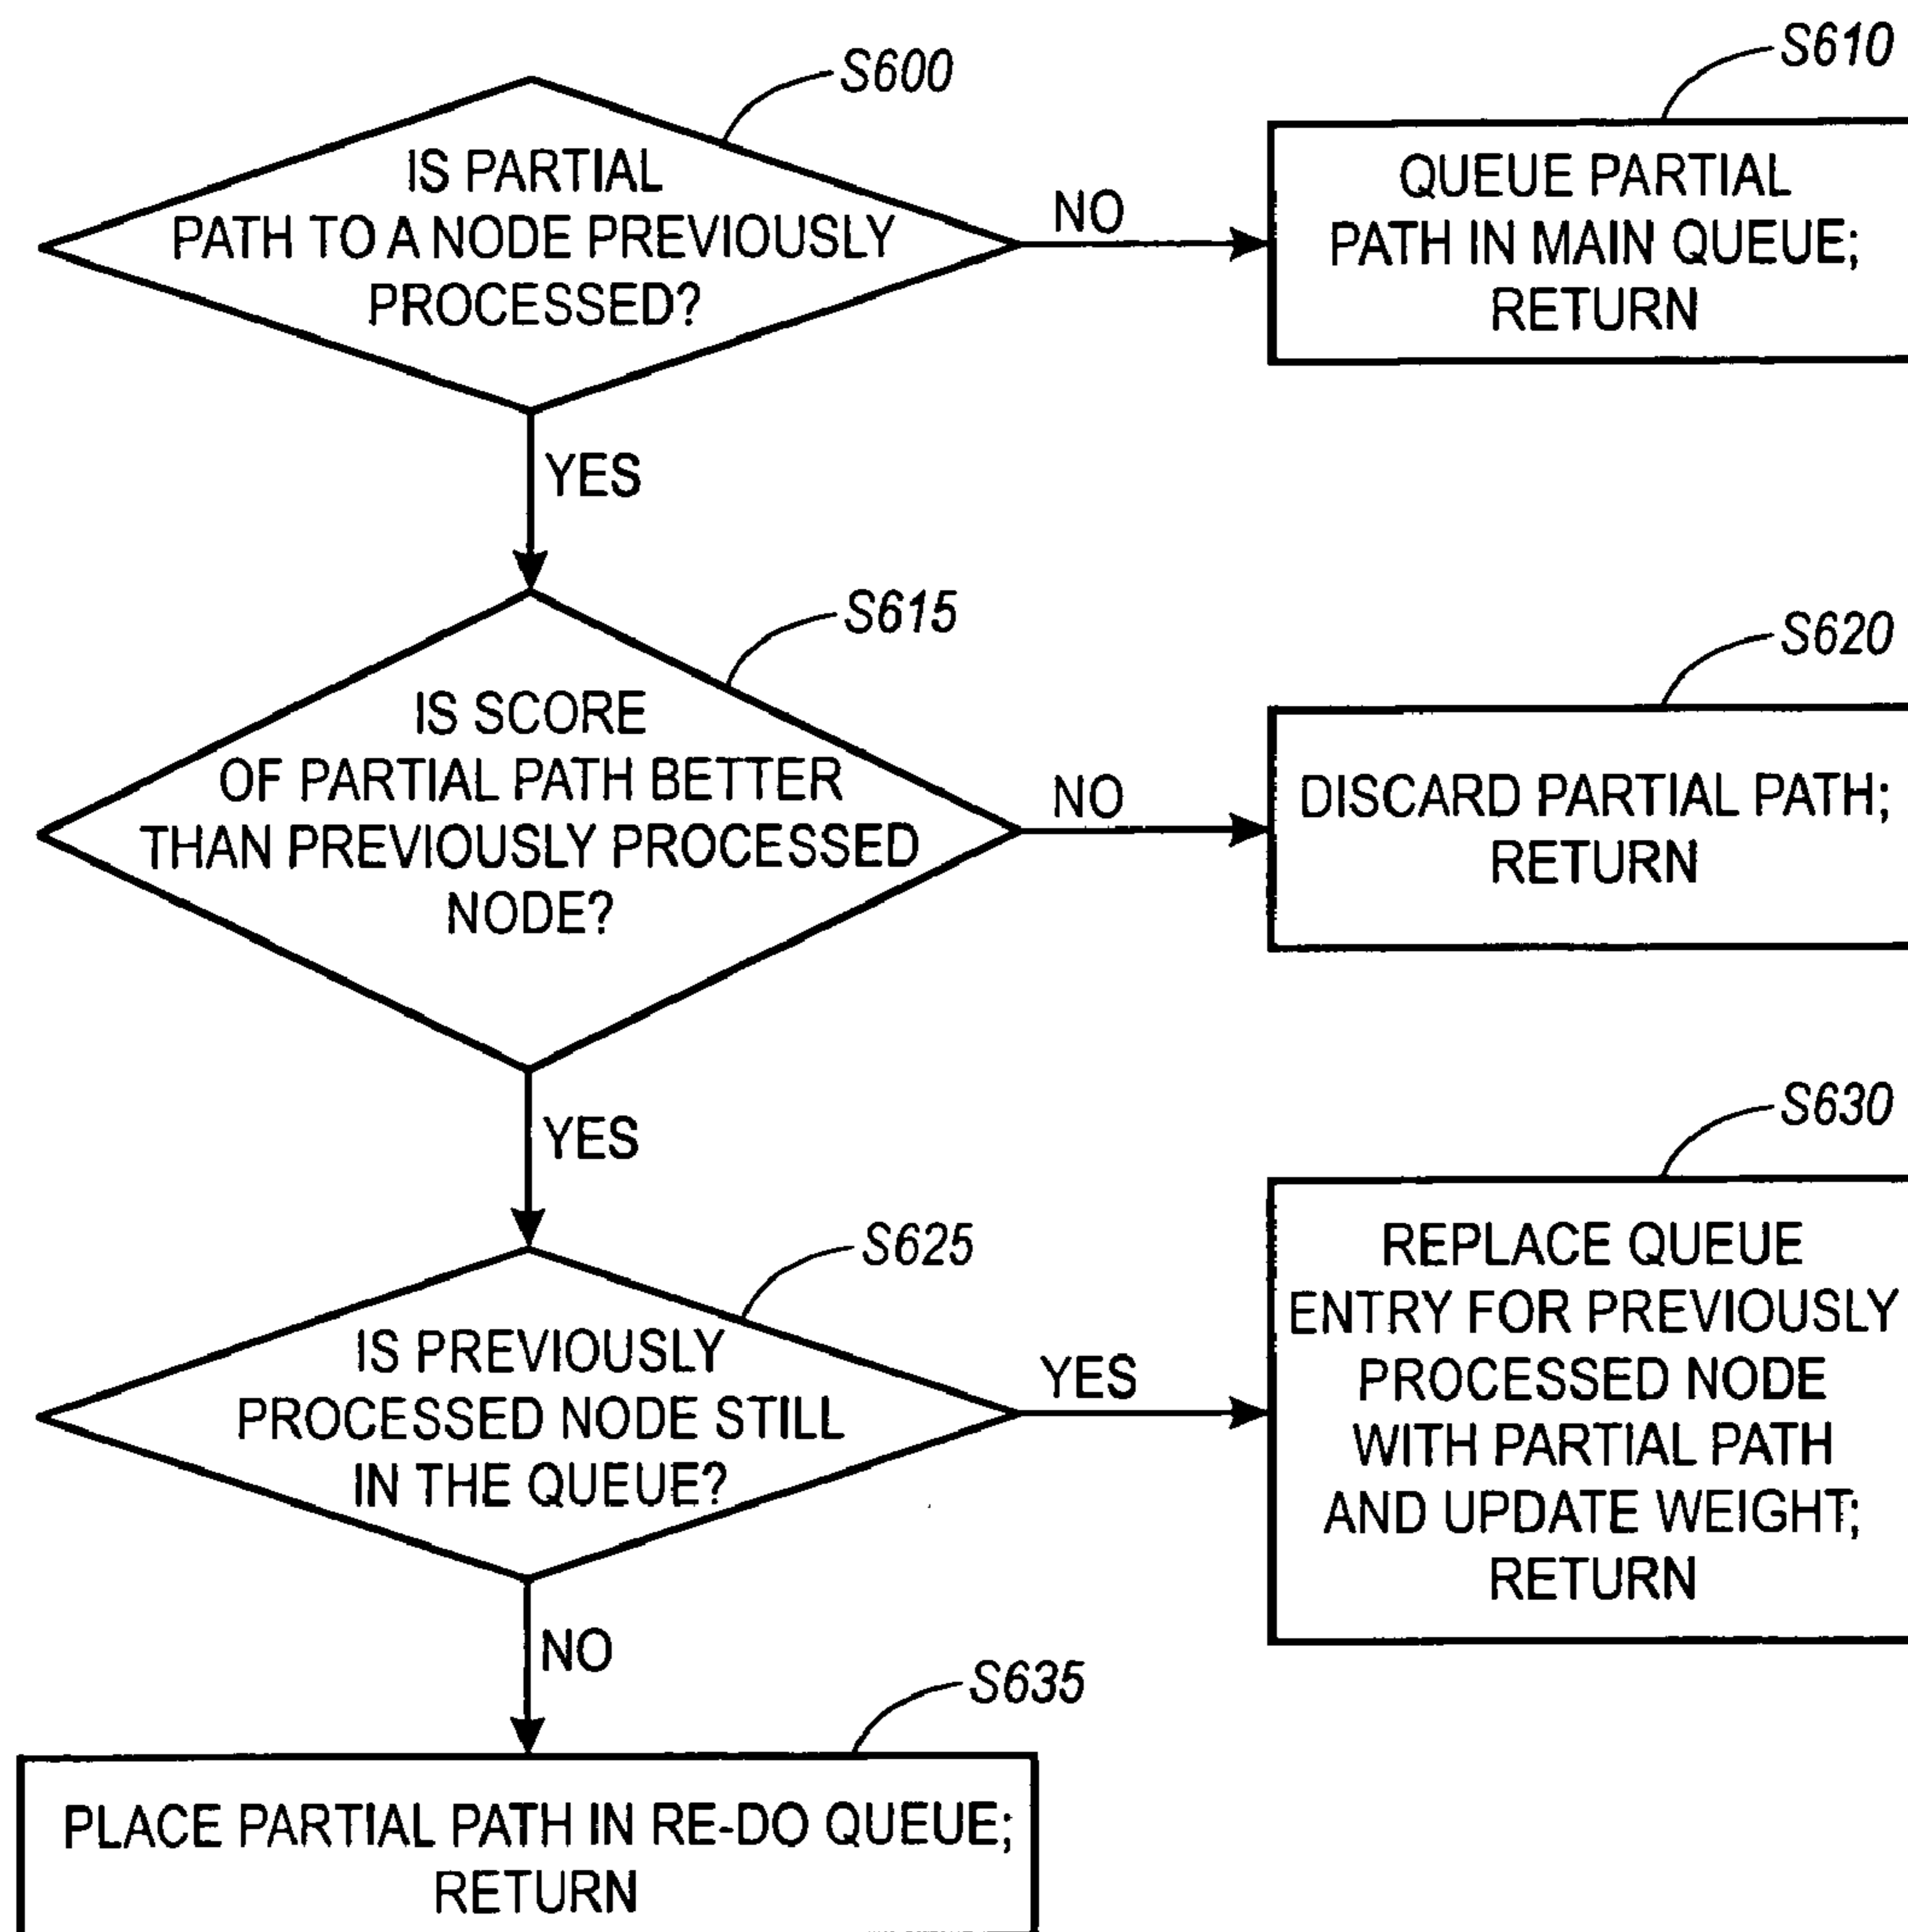 S600
IS PARTIAL
PATH TO A NODE PREVIOUSLY
PROCESSED?
NO
S610
QUEUE PARTIAL
PATH IN MAIN QUEUE;
RETURN
YES
S615
IS SCORE
OF PARTIAL PATH BETTER
THAN PREVIOUSLY PROCESSED
NODE?
NO
S620
DISCARD PARTIAL PATH;
RETURN
YES
S625
IS PREVIOUSLY
PROCESSED NODE STILL
IN THE QUEUE?
YES
S630
REPLACE QUEUE
ENTRY FOR PREVIOUSLY
PROCESSED NODE
WITH PARTIAL PATH
AND UPDATE WEIGHT;
RETURN
NO
S635
PLACE PARTIAL PATH IN RE-DO QUEUE;
RETURN